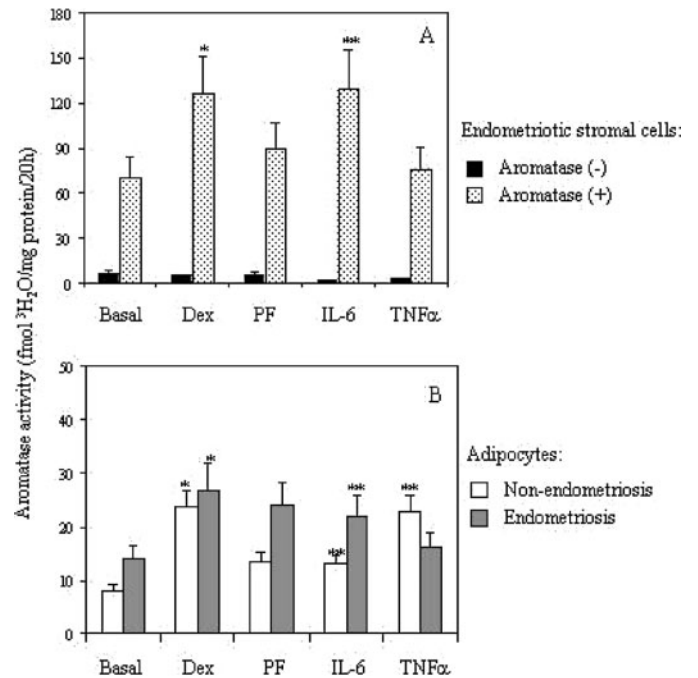 Aromatase activity (fmol ³H₂O/mg protein/20h)
180
150
120
90
60
30
0
A
*
**
Basal Dex PF IL-6 TNFα
Endometriotic stromal cells:
Aromatase (-)
Aromatase (+)
50
40
30
20
10
0
B
*
*
**
***
**
Basal Dex PF IL-6 TNFα
Adipocytes:
Non-endometriosis
Endometriosis